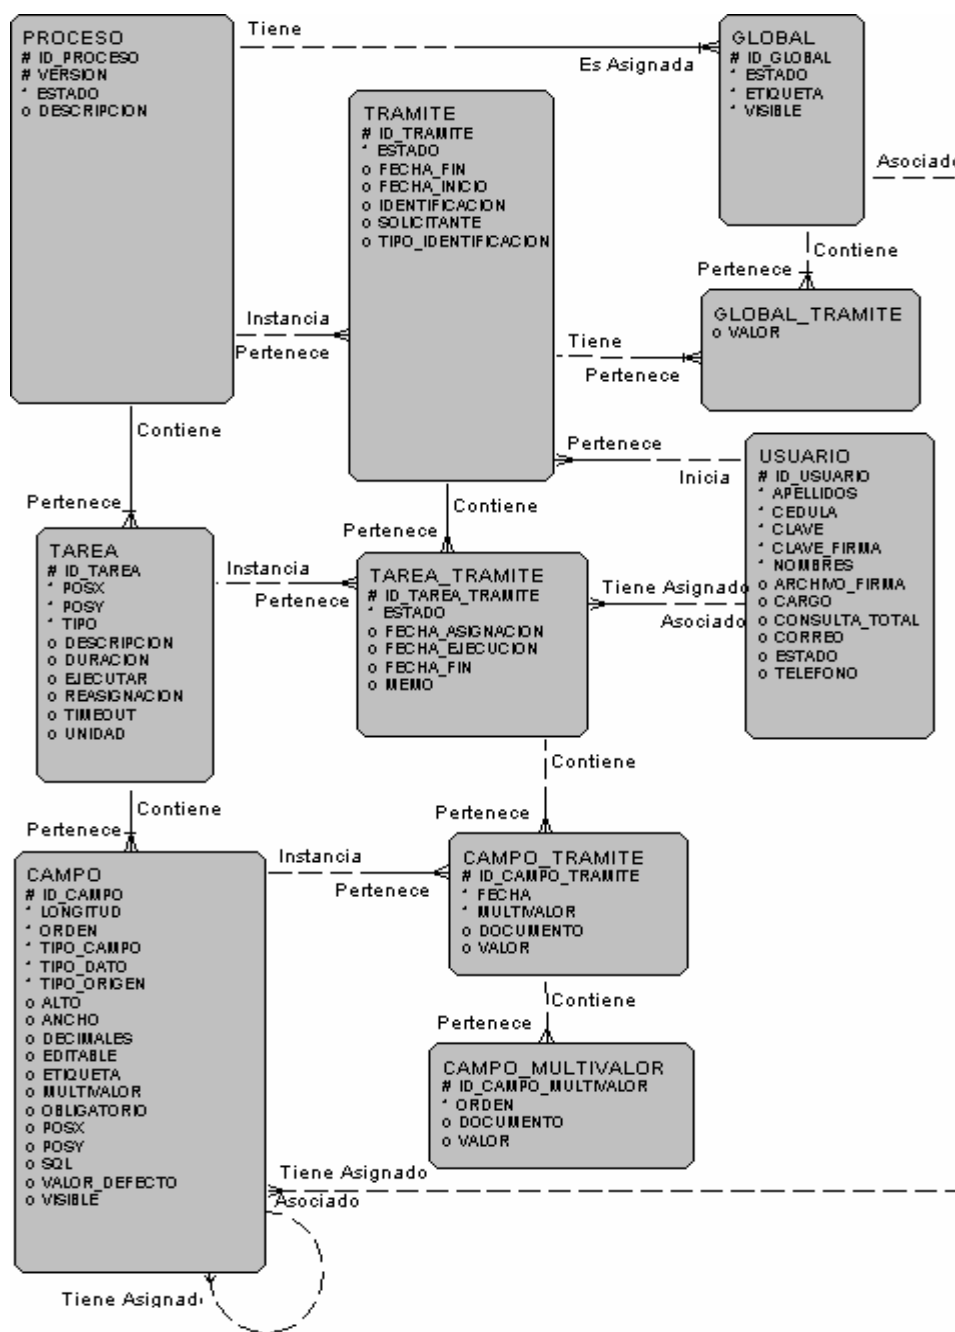 PROCESO
# ID_PROCESO
# VERSION
* ESTADO
o DESCRIPCION
Tiene
Es Asignada
GLOBAL
# ID_GLOBAL
* ESTADO
* ETIQUETA
* VISIBLE
Asociado
TRAMITE
# ID_TRAMITE
* ESTADO
o FECHA_FIN
o FECHA_INICIO
o IDENTIFICACION
o SOLICITANTE
o TIPO_IDENTIFICACION
Contiene
Pertenece
GLOBAL_TRAMITE
o VALOR
Instancia
Pertenece
Tiene
Pertenece
Contiene
Pertenece
Pertenece
Inicia
USUARIO
# ID_USUARIO
* APELLIDOS
* CEDULA
* CLAVE
* CLAVE_FIRMA
* NOMBRES
o ARCHIVO_FIRMA
o CARGO
o CONSULTA_TOTAL
o CORREO
o ESTADO
o TELEFONO
Contiene
Pertenece
TAREA
# ID_TAREA
* POSX
* POSY
* TIPO
o DESCRIPCION
o DURACION
o EJECUTAR
o REASIGNACION
o TIMEOUT
o UNIDAD
Instancia
Pertenece
TAREA_TRAMITE
# ID_TAREA_TRAMITE
* ESTADO
o FECHA_ASIGNACION
o FECHA_EJECUCION
o FECHA_FIN
o MEMO
Tiene Asignado
Asociado
Contiene
Pertenece
Contiene
Pertenece
CAMPO
# ID_CAMPO
* LONGITUD
* ORDEN
* TIPO_CAMPO
* TIPO_DATO
* TIPO_ORIGEN
o ALTO
o ANCHO
o DECIMALES
o EDITABLE
o ETIQUETA
o MULTIVALOR
o OBLIGATORIO
o POSX
o POSY
o SQL
o VALOR_DEFECTO
o VISIBLE
Instancia
Pertenece
CAMPO_TRAMITE
# ID_CAMPO_TRAMITE
* FECHA
* MULTIVALOR
o DOCUMENTO
o VALOR
Contiene
Pertenece
CAMPO_MULTIVALOR
# ID_CAMPO_MULTIVALOR
* ORDEN
o DOCUMENTO
o VALOR
Tiene Asignado
Asociado
Tiene Asignad